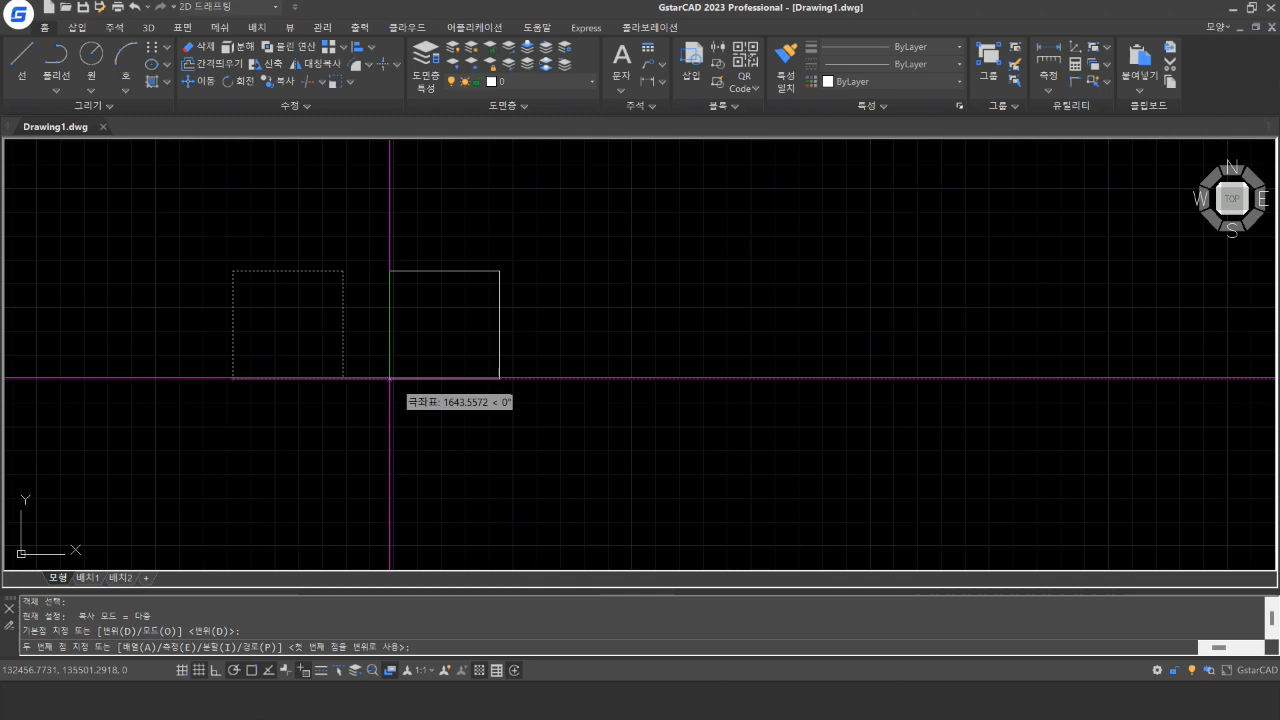 2D 드래프팅
GstarCAD 2023 Professional - [Drawing1.dwg]
홈 삽입 주석 3D 표면 메쉬 배치 뷰 관리 출력 클라우드 어플리케이션 도움말 Express 콜라보레이션 모양
삭제 분해 불린 연산 ByLayer
간격띄우기 신축 대칭복사 ByLayer
선 폴리선 원 호 도면층 문자 삽입 QR 특성 그룹 측정 붙여넣기
이동 회전 복사 특성 0 Code 일치 ByLayer
그리기 수정 도면층 주석 블록 특성 그룹 유틸리티 클립보드
Drawing1.dwg
N
W TOP E
S
극좌표: 1643.5572 < 0°
Y
X
모형 배치1 배치2 +
객체 선택:
현재 설정: 복사 모드 = 다중
기본점 지정 또는 [변위(D)/모드(O)] <변위(D)>:
두 번째 점 지정 또는 [배열(A)/측정(E)/분할(I)/경로(P)] <첫 번째 점을 변위로 사용>:
132456.7731, 135501.2918, 0 1:1 GstarCAD